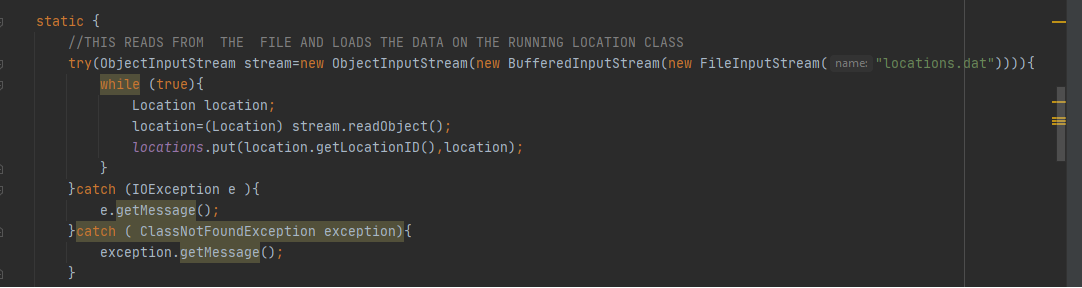 static {
//THIS READS FROM  THE  FILE AND LOADS THE DATA ON THE RUNNING LOCATION CLASS
try(ObjectInputStream stream=new ObjectInputStream(new BufferedInputStream(new FileInputStream( name: "locations.dat")))){
while (true){
Location location;
location=(Location) stream.readObject();
locations.put(location.getLocationID(),location);
}
}catch (IOException e ){
e.getMessage();
}catch ( ClassNotFoundException exception){
exception.getMessage();
}